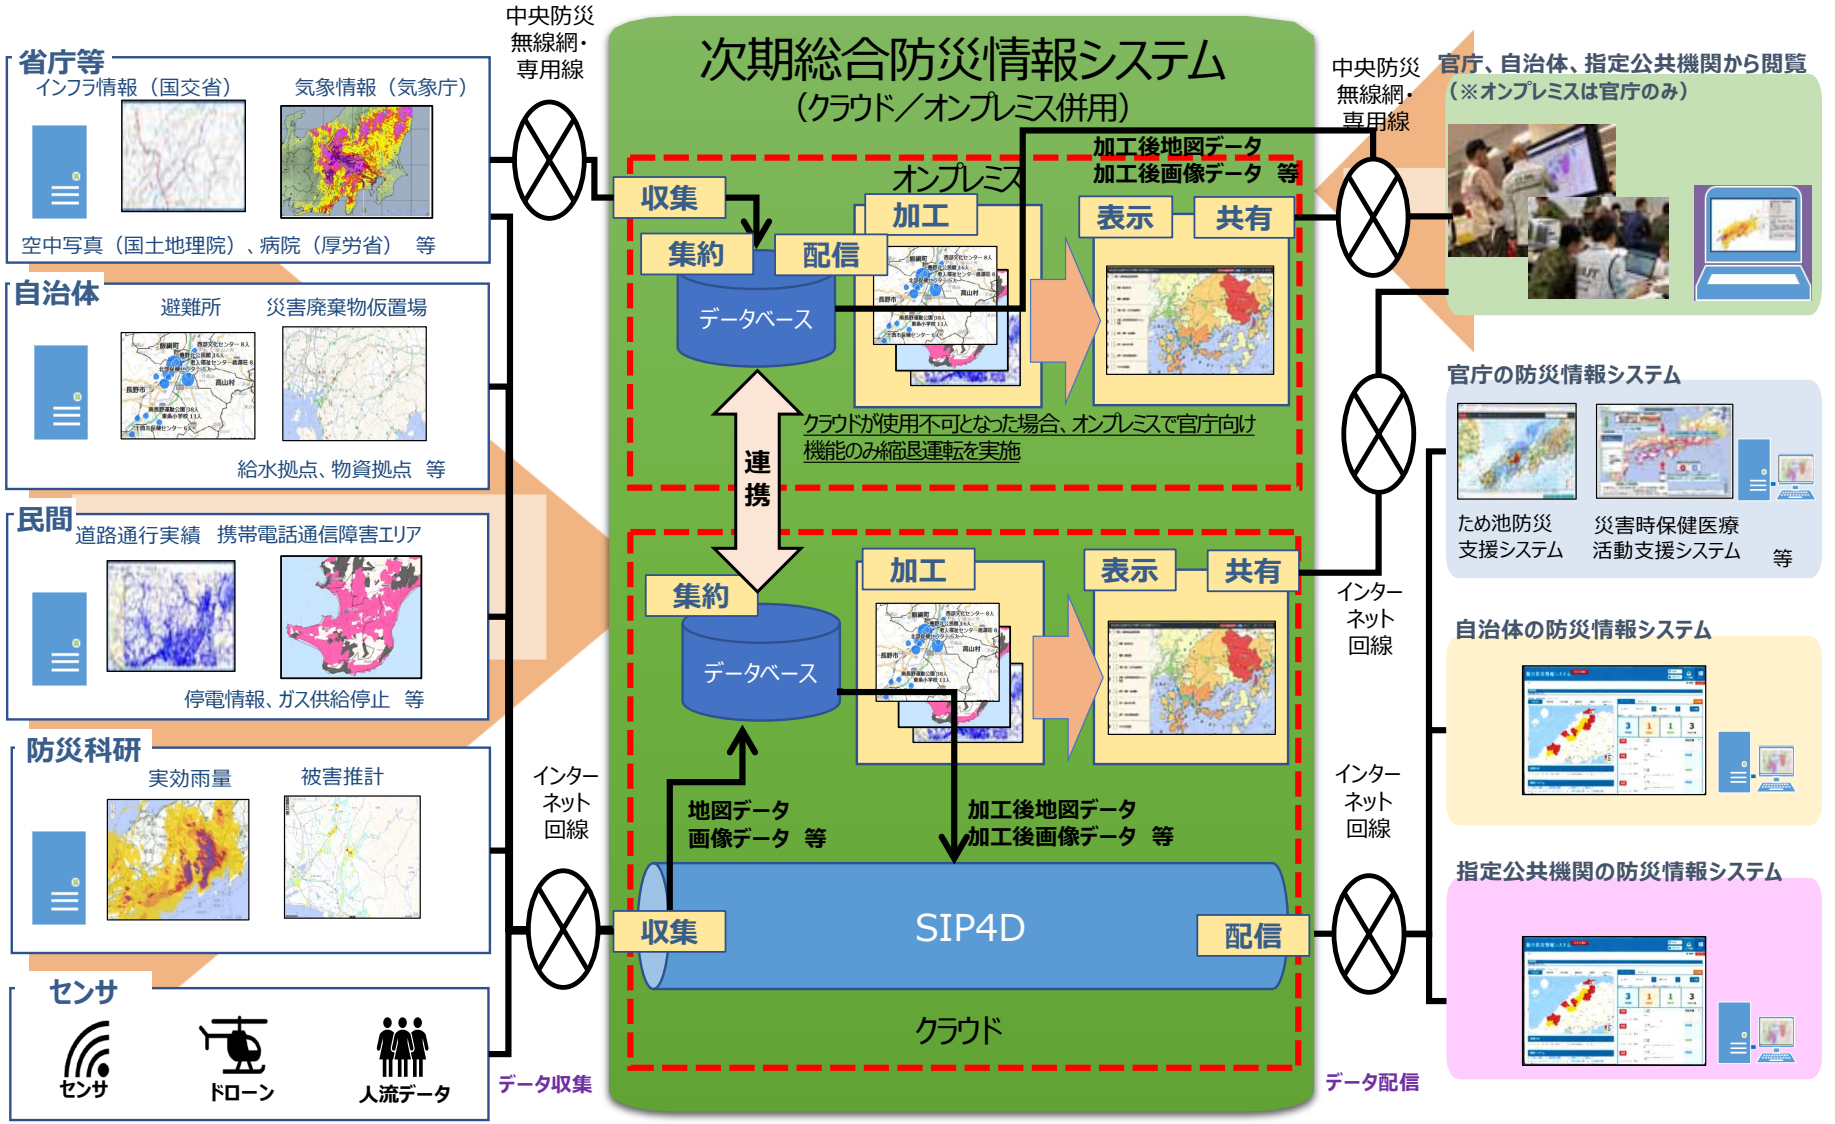 次期総合防災情報システム
（クラウド／オンプレミス併用）
省庁等
インフラ情報（国交省）
気象情報（気象庁）
空中写真（国土地理院）、病院（厚労省）　等
自治体
避難所
災害廃棄物仮置場
給水拠点、物資拠点　等
民間
道路通行実績
携帯電話通信障害エリア
停電情報、ガス供給停止　等
防災科研
実効雨量
被害推計
センサ
センサ
ドローン
人流データ
中央防災
無線網・
専用線
インター
ネット
回線
データ収集
オンプレミス
収集
集約
配信
データベース
加工
表示
共有
加工後地図データ
加工後画像データ　等
クラウドが使用不可となった場合、オンプレミスで官庁向け
機能のみ縮退運転を実施
連
携
集約
データベース
加工
表示
共有
地図データ
画像データ　等
加工後地図データ
加工後画像データ　等
収集
SIP4D
配信
クラウド
中央防災
無線網・
専用線
インター
ネット
回線
インター
ネット
回線
データ配信
官庁、自治体、指定公共機関から閲覧
（※オンプレミスは官庁のみ）
官庁の防災情報システム
ため池防災
支援システム
災害時保健医療
活動支援システム
等
自治体の防災情報システム
指定公共機関の防災情報システム